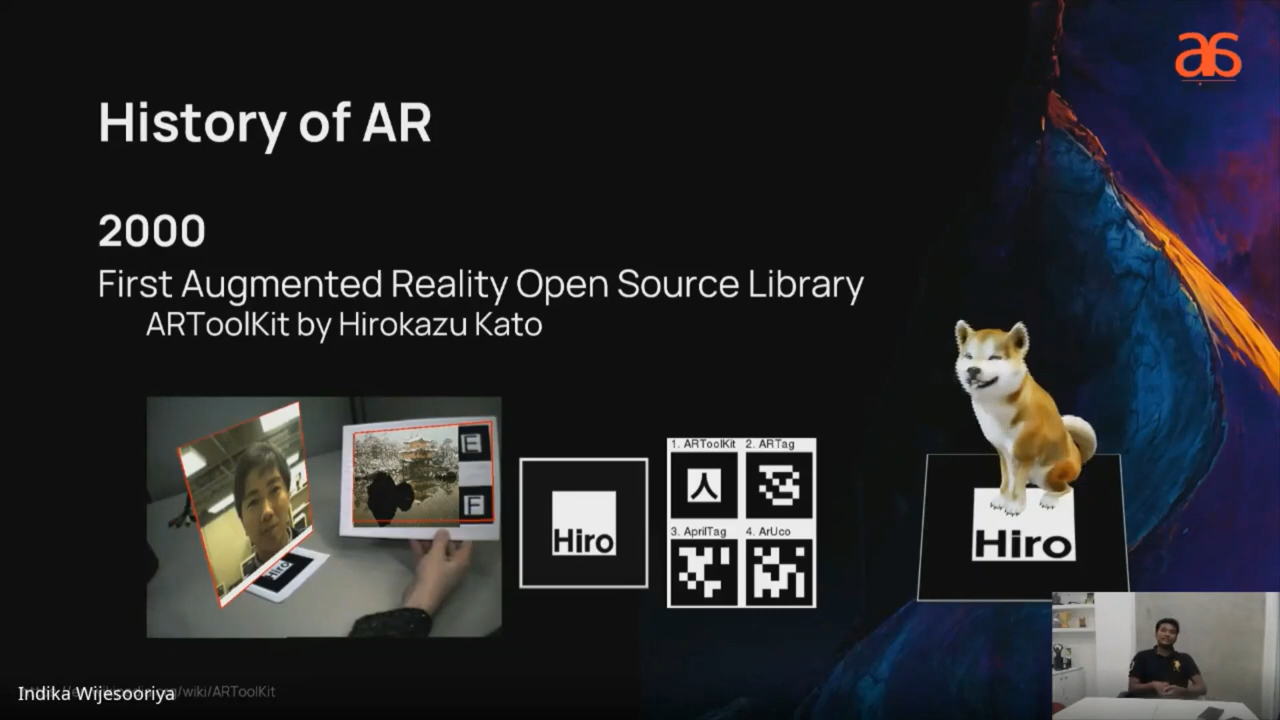 History of AR
2000
First Augmented Reality Open Source Library
ARToolKit by Hirokazu Kato
1. ARToolKit 2. ARTag
人
E
F
Hiro
Hiro
3. AprilTag 4. ArUco
Hiro
Indika Wijesooriya
/wiki/ARToolKit